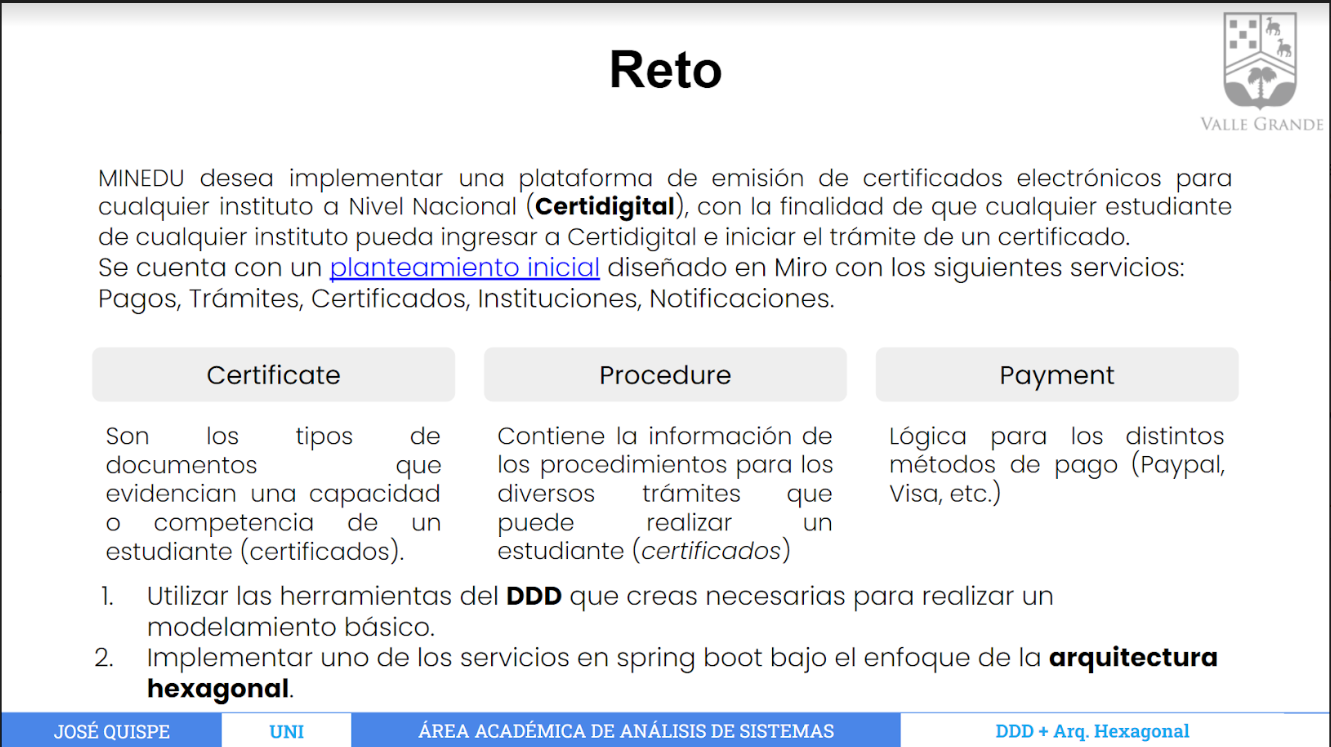 Reto
VALLE GRANDE
MINEDU desea implementar una plataforma de emisión de certificados electrónicos para
cualquier instituto a Nivel Nacional (Certidigital), con la finalidad de que cualquier estudiante
de cualquier instituto pueda ingresar a Certidigital e iniciar el trámite de un certificado.
Se cuenta con un planteamiento inicial diseñado en Miro con los siguientes servicios:
Pagos, Trámites, Certificados, Instituciones, Notificaciones.
Certificate
Son los tipos de
documentos que
evidencian una capacidad
o competencia de un
estudiante (certificados).
Procedure
Contiene la información de
los procedimientos para los
diversos trámites que
puede realizar un
estudiante (certificados)
Payment
Lógica para los distintos
métodos de pago (Paypal,
Visa, etc.)
1. Utilizar las herramientas del DDD que creas necesarias para realizar un
modelamiento básico.
2. Implementar uno de los servicios en spring boot bajo el enfoque de la arquitectura
hexagonal.
JOSÉ QUISPE UNI ÁREA ACADÉMICA DE ANÁLISIS DE SISTEMAS DDD + Arq. Hexagonal